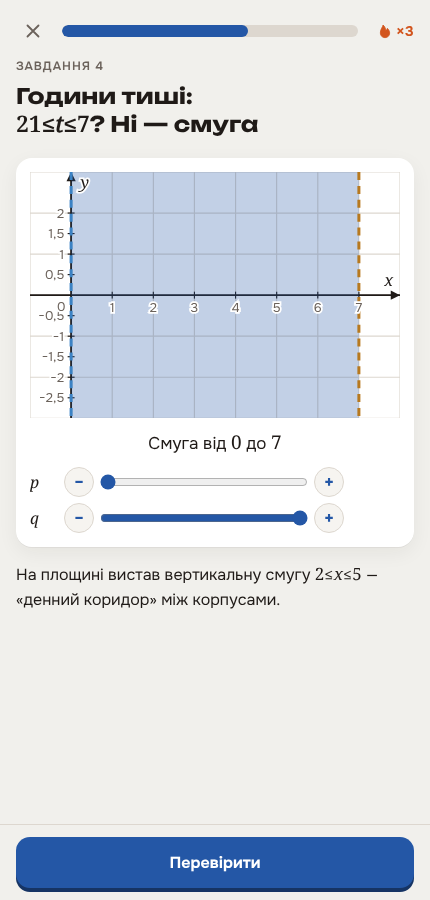 ×3
ЗАВДАННЯ 4
Години тиші:
21≤t≤7? Ні — смуга
y
2
1,5
1
0,5
x
0
1 2 3 4 5 6 7
−0,5
−1
−1,5
−2
−2,5
Смуга від 0 до 7
p − +
q − +
На площині вистав вертикальну смугу 2≤x≤5 —
«денний коридор» між корпусами.
Перевірити